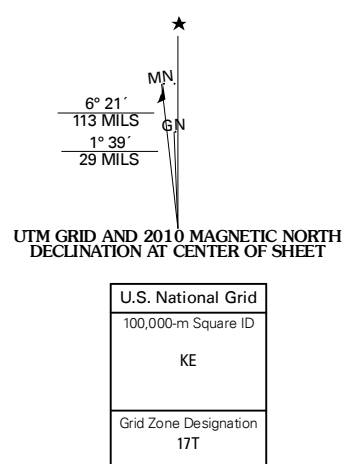 M.N.
6° 21´
113 MILS
GN
1° 39´
29 MILS
UTM GRID AND 2010 MAGNETIC NORTH
DECLINATION AT CENTER OF SHEET
U.S. National Grid
100,000-m Square ID
KE
Grid Zone Designation
17T